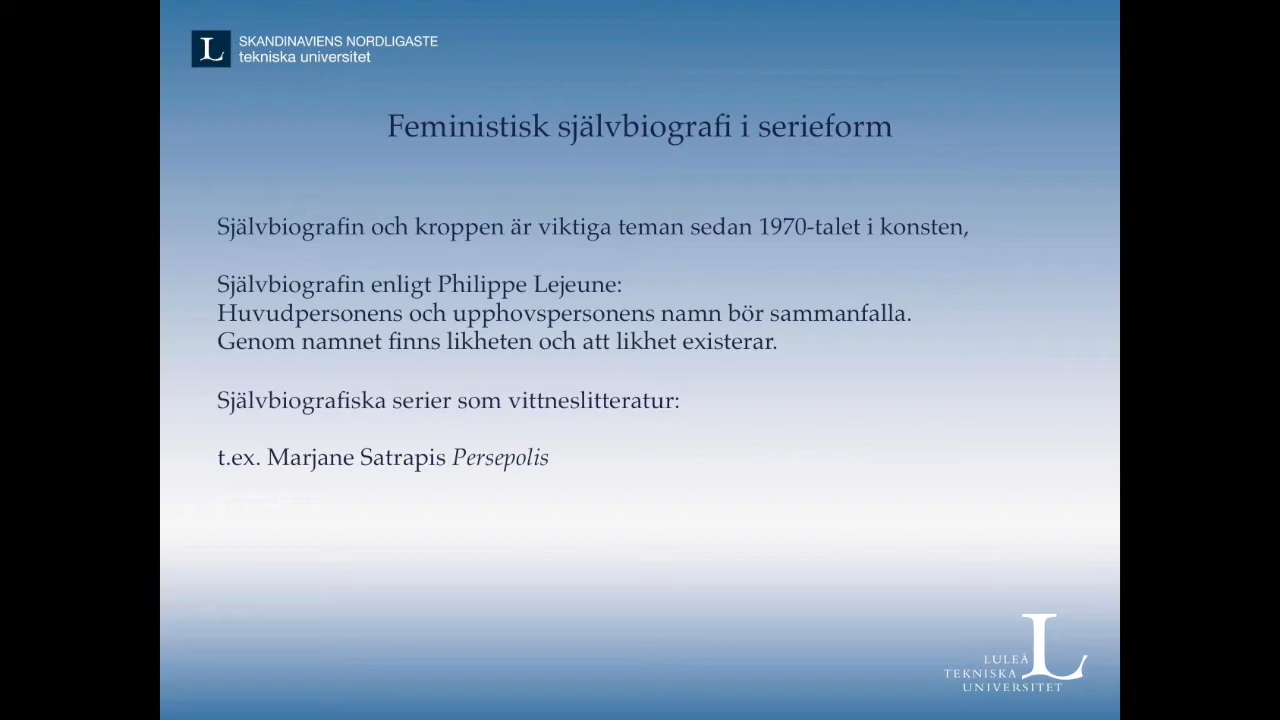 L
SKANDINAVIENS NORDLIGASTE
tekniska universitet
Feministisk självbiografi i serieform
Självbiografin och kroppen är viktiga teman sedan 1970-talet i konsten,
Självbiografin enligt Philippe Lejeune:
Huvudpersonens och upphovspersonens namn bör sammanfalla.
Genom namnet finns likheten och att likhet existerar.
Självbiografiska serier som vittneslitteratur:
t.ex. Marjane Satrapis Persepolis
L
LULEÅ
TEKNISKA
UNIVERSITET